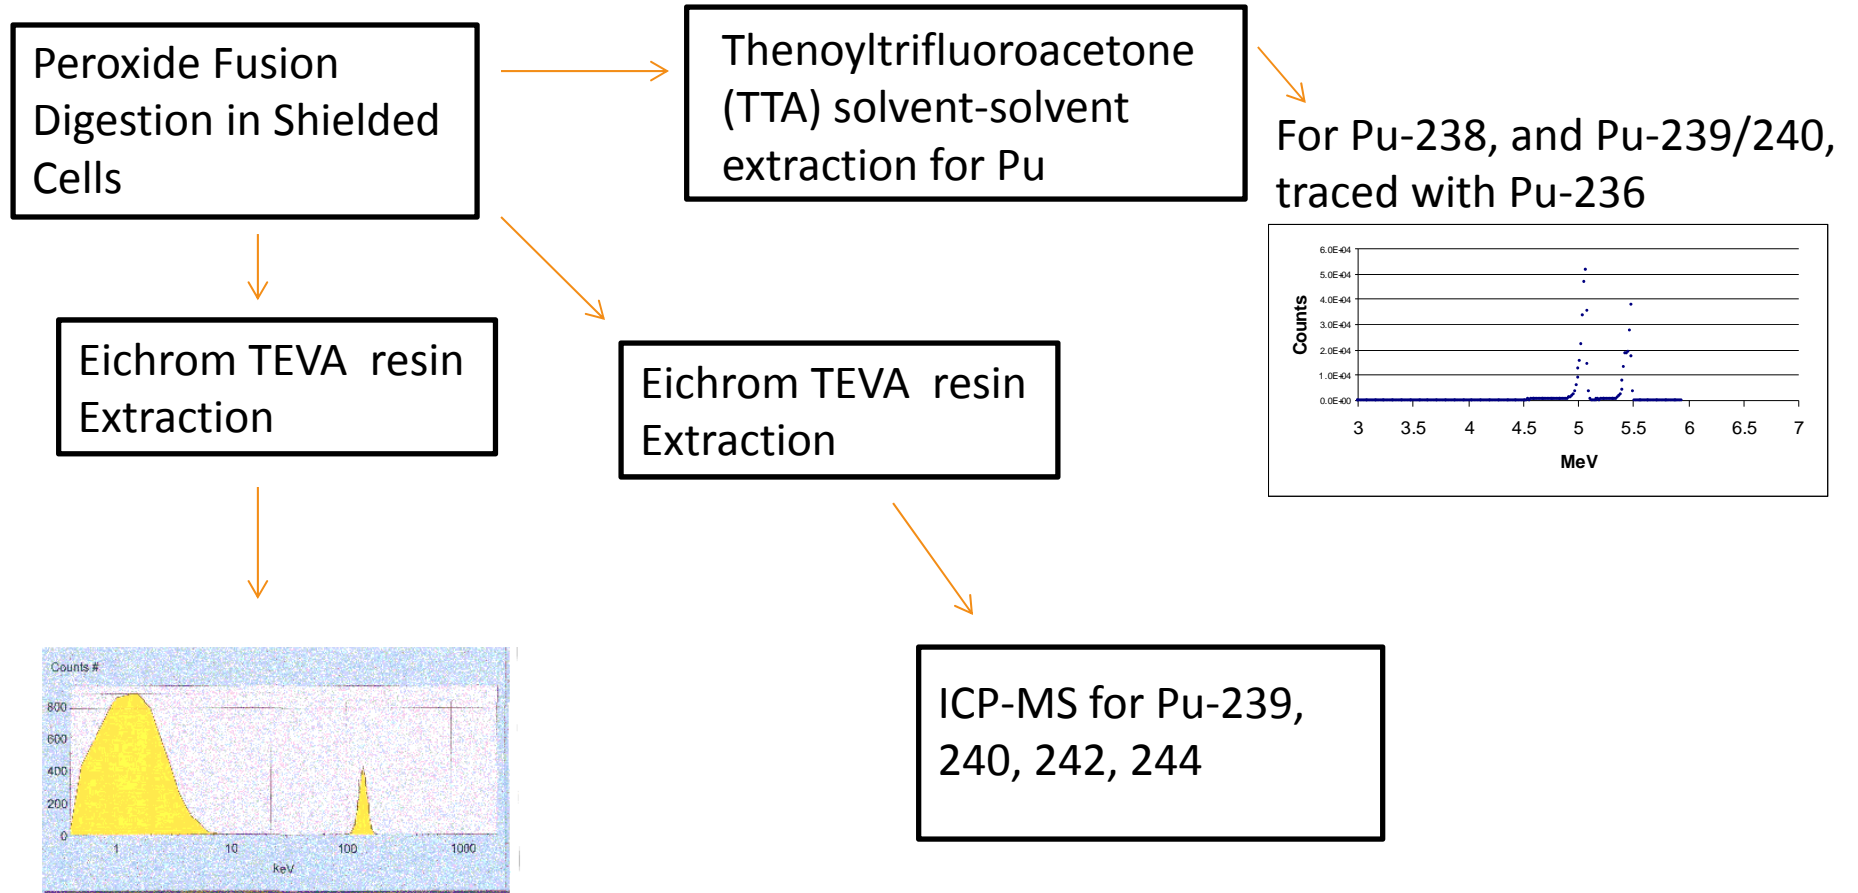 Peroxide Fusion
Digestion in Shielded
Cells
Thenoyltrifluoroacetone
(TTA) solvent-solvent
extraction for Pu
For Pu-238, and Pu-239/240,
traced with Pu-236
6.0E+04
5.0E+04
4.0E+04
3.0E+04
2.0E+04
1.0E+04
0.0E+00
Counts
3 3.5 4 4.5 5 5.5 6 6.5 7
MeV
Eichrom TEVA resin
Extraction
Eichrom TEVA resin
Extraction
ICP-MS for Pu-239,
240, 242, 244
Counts #
800
600
400
200
0
1 10 100 1000
keV